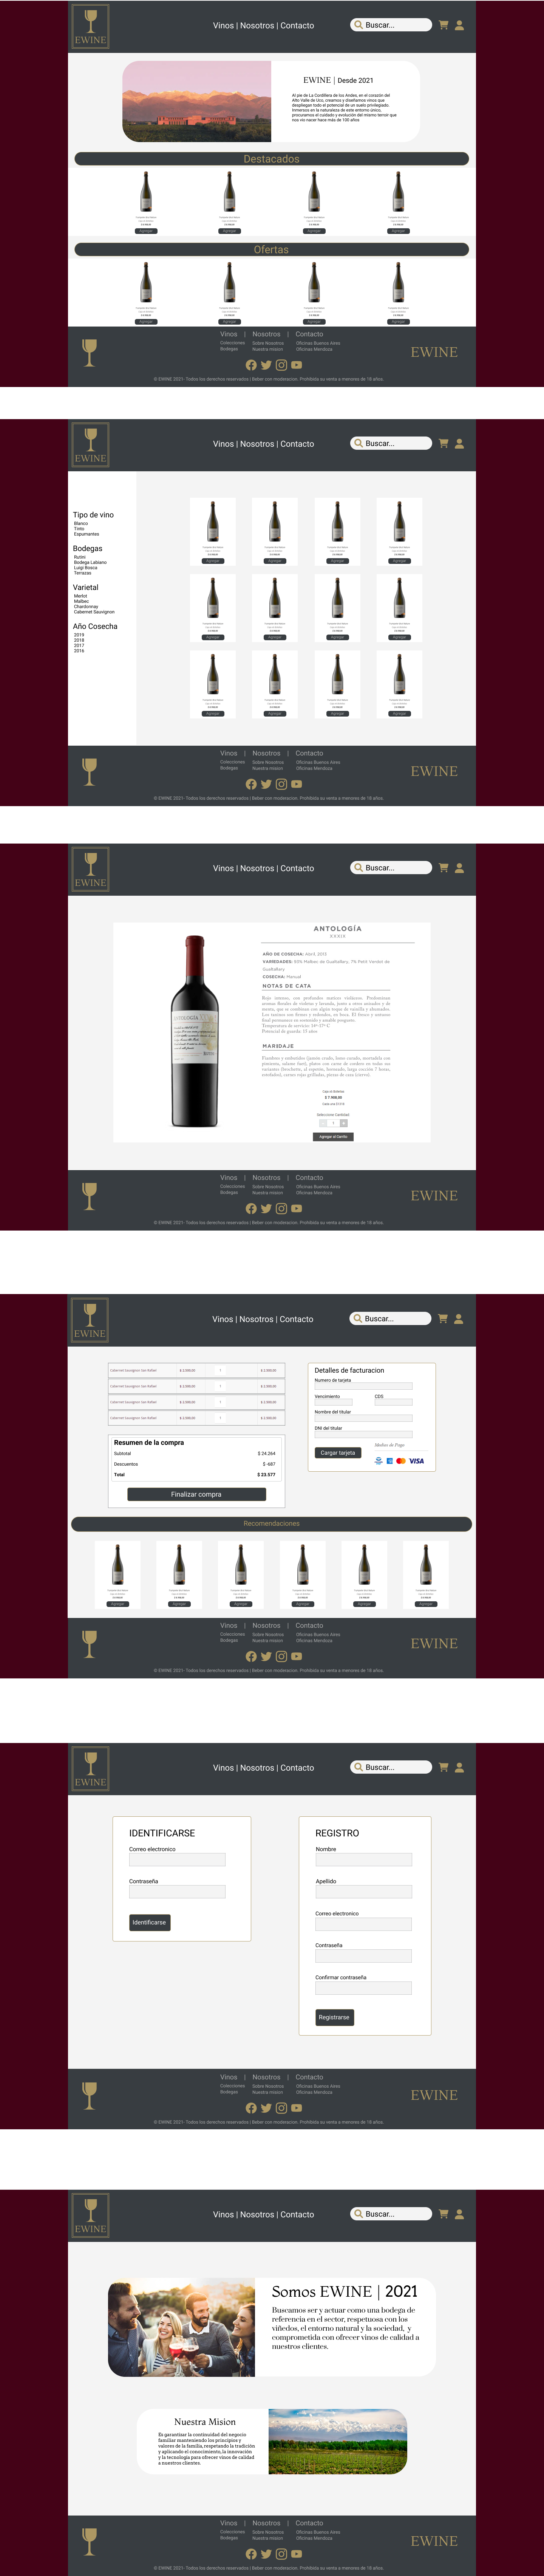 EWINE
Vinos | Nosotros | Contacto
Buscar...
EWINE | Desde 2021
Al pie de La Cordillera de los Andes, en el corazón del
Alto Valle de Uco, creamos y diseñamos vinos que
despliegan todo el potencial de un suelo privilegiado.
Inmersos en la naturaleza de este entorno único,
procuramos el cuidado y evolución del mismo terroir que
nos vio nacer hace más de 100 años
Destacados
Agregar Agregar Agregar Agregar
Ofertas
Agregar Agregar Agregar Agregar
Vinos | Nosotros | Contacto
Colecciones Sobre Nosotros Oficinas Buenos Aires
Bodegas Nuestra mision Oficinas Mendoza
EWINE
© EWINE 2021- Todos los derechos reservados | Beber con moderacion. Prohibida su venta a menores de 18 años.
EWINE
Vinos | Nosotros | Contacto
Buscar...
Tipo de vino
Blanco
Tinto
Espumantes
Bodegas
Rutini
Bodega Labiano
Luigi Bosca
Terrazas
Varietal
Merlot
Malbec
Chardonnay
Cabernet Sauvignon
Año Cosecha
2019
2018
2017
2016
Agregar Agregar Agregar Agregar
Agregar Agregar Agregar Agregar
Agregar Agregar Agregar Agregar
Vinos | Nosotros | Contacto
Colecciones Sobre Nosotros Oficinas Buenos Aires
Bodegas Nuestra mision Oficinas Mendoza
EWINE
© EWINE 2021- Todos los derechos reservados | Beber con moderacion. Prohibida su venta a menores de 18 años.
EWINE
Vinos | Nosotros | Contacto
Buscar...
ANTOLOGÍA
XXXIX
AÑO DE COSECHA: Abril, 2013
VARIEDADES: 93% Malbec de Gualtallary, 7% Petit Verdot de
Gualtallary
COSECHA: Manual
NOTAS DE CATA
Rojo intenso, con profundos matices violáceos. Predominan
aromas florales de violetas y lavanda, junto a otros anisados y de
menta, que se combinan con algún toque de vainilla y ahumados.
Los taninos son firmes y redondos, en boca. El fresco y untuoso
final permanece un sostenido y amable posgusto.
Temperatura de servicio: 14º-17º C
Potencial de guarda: 15 años
MARIDAJE
Fiambres y embutidos (jamón crudo, lomo curado, mortadela con
pistachos, salame fuet), platos con carne de cordero en todas sus
variantes (brochette, al espeto, horneado, larga cocción 7 horas,
estofados), carnes rojas grilladas, pizzas de caza (ciervo)
$ 7.908,00
Seleccionar Cantidad
- 1 +
Agregar al Carrito
Vinos | Nosotros | Contacto
Colecciones Sobre Nosotros Oficinas Buenos Aires
Bodegas Nuestra mision Oficinas Mendoza
EWINE
© EWINE 2021- Todos los derechos reservados | Beber con moderacion. Prohibida su venta a menores de 18 años.
EWINE
Vinos | Nosotros | Contacto
Buscar...
Cabernet Sauvignon San Rafael $ 2.000,00 1 $ 2.000,00
Cabernet Sauvignon San Rafael $ 2.000,00 1 $ 2.000,00
Cabernet Sauvignon San Rafael $ 2.000,00 1 $ 2.000,00
Cabernet Sauvignon San Rafael $ 2.000,00 1 $ 2.000,00
Resumen de la compra
Subtotal $ 24.264
Descuentos $ -687
Total $ 23.577
Finalizar compra
Detalles de facturacion
Numero de tarjeta
Vencimiento CDS
Nombre del titular
DNI del titular
Cargar tarjeta
Medios de Pago
VISA
Recomendaciones
Agregar Agregar Agregar Agregar Agregar Agregar
Vinos | Nosotros | Contacto
Colecciones Sobre Nosotros Oficinas Buenos Aires
Bodegas Nuestra mision Oficinas Mendoza
EWINE
© EWINE 2021- Todos los derechos reservados | Beber con moderacion. Prohibida su venta a menores de 18 años.
EWINE
Vinos | Nosotros | Contacto
Buscar...
IDENTIFICARSE
Correo electronico
Contraseña
Identificarse
REGISTRO
Nombre
Apellido
Correo electronico
Contraseña
Confirmar contraseña
Registrarse
Vinos | Nosotros | Contacto
Colecciones Sobre Nosotros Oficinas Buenos Aires
Bodegas Nuestra mision Oficinas Mendoza
EWINE
© EWINE 2021- Todos los derechos reservados | Beber con moderacion. Prohibida su venta a menores de 18 años.
EWINE
Vinos | Nosotros | Contacto
Buscar...
Somos EWINE | 2021
Buscamos ser y actuar como una bodega de
referencia en el sector, respetuosa con los
viñedos, el entorno natural y la sociedad, y
comprometida con ofrecer vinos de calidad a
nuestros clientes.
Nuestra Mision
Es garantizar la continuidad del negocio
familiar manteniendo los principios y
valores de la familia, respetando la tradición
y aplicando el conocimiento, la innovación
y la tecnología para ofrecer vinos de calidad
a nuestros clientes.
Vinos | Nosotros | Contacto
Colecciones Sobre Nosotros Oficinas Buenos Aires
Bodegas Nuestra mision Oficinas Mendoza
EWINE
© EWINE 2021- Todos los derechos reservados | Beber con moderacion. Prohibida su venta a menores de 18 años.